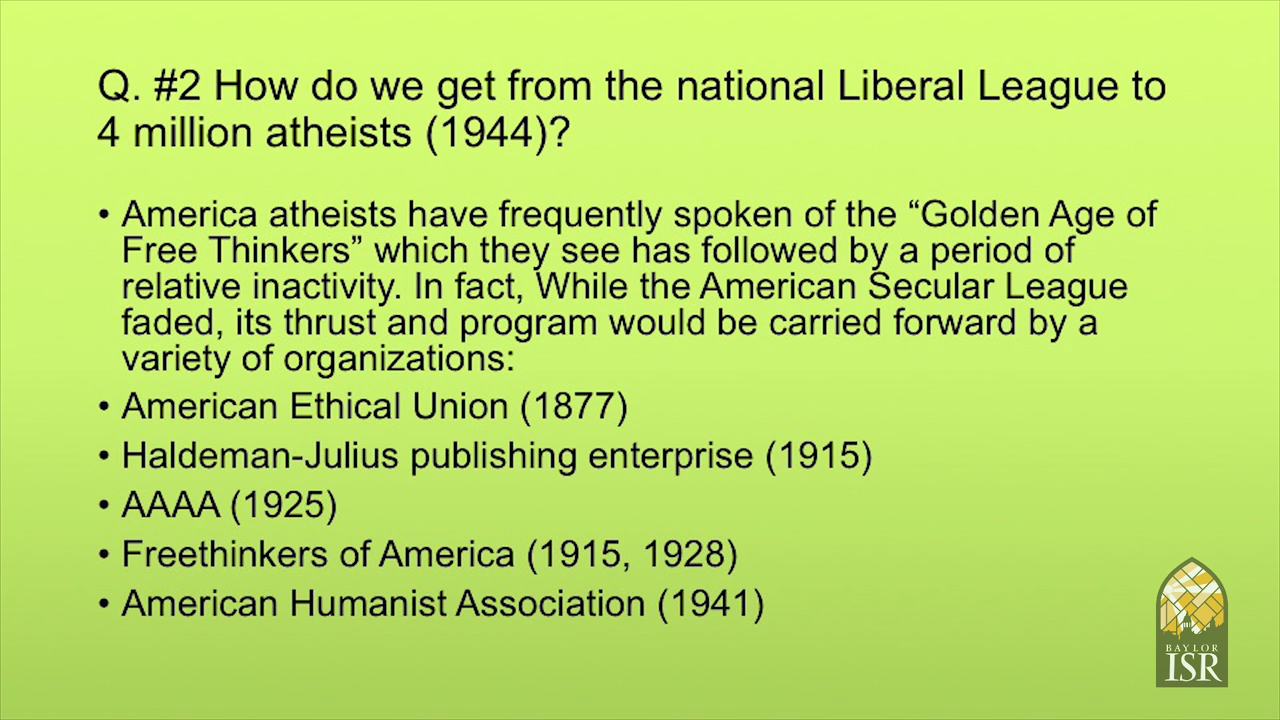 Q. #2 How do we get from the national Liberal League to
4 million atheists (1944)?
• America atheists have frequently spoken of the “Golden Age of
Free Thinkers” which they see has followed by a period of
relative inactivity. In fact, While the American Secular League
faded, its thrust and program would be carried forward by a
variety of organizations:
• American Ethical Union (1877)
• Haldeman-Julius publishing enterprise (1915)
• AAAA (1925)
• Freethinkers of America (1915, 1928)
• American Humanist Association (1941)
BAYLOR
ISR